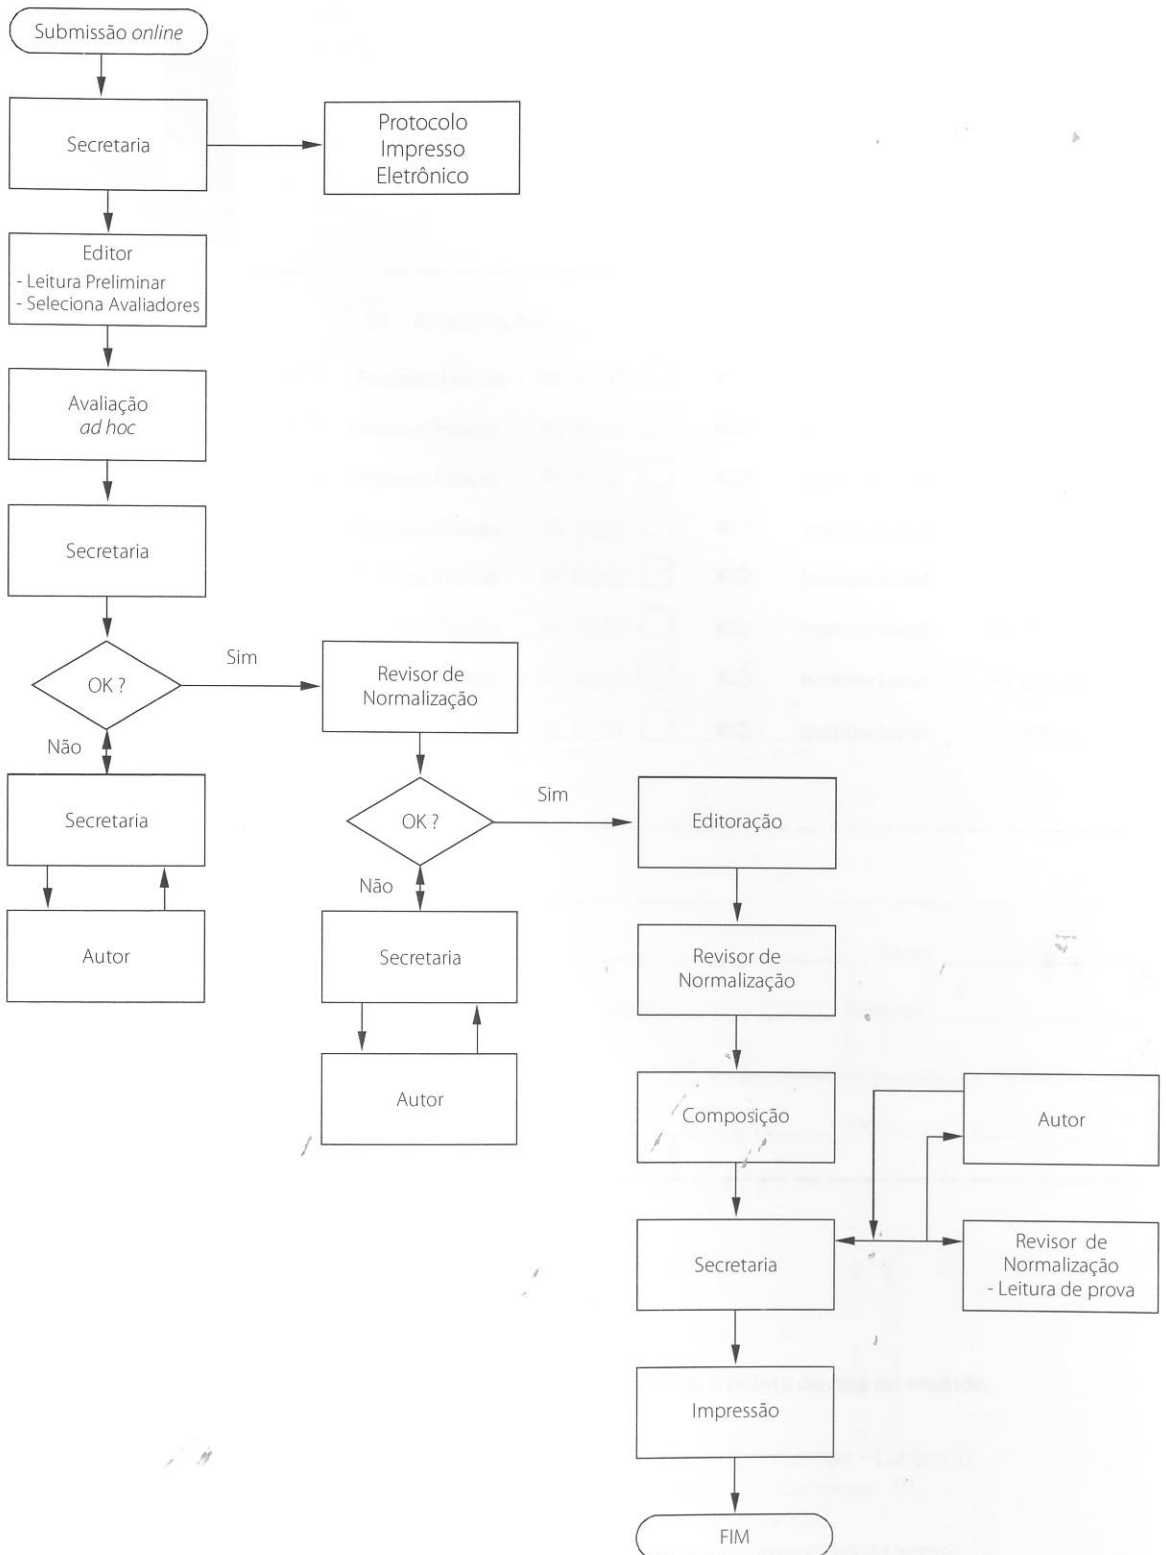 Submissão online
Secretaria
Protocolo
Impresso
Eletrônico
Editor
- Leitura Preliminar
- Seleciona Avaliadores
Avaliação
ad hoc
Secretaria
OK ?
Sim
Não
Secretaria
Autor
Revisor de
Normalização
OK ?
Sim
Não
Secretaria
Autor
Editoração
Revisor de
Normalização
Composição
Autor
Secretaria
Revisor de
Normalização
- Leitura de prova
Impressão
FIM